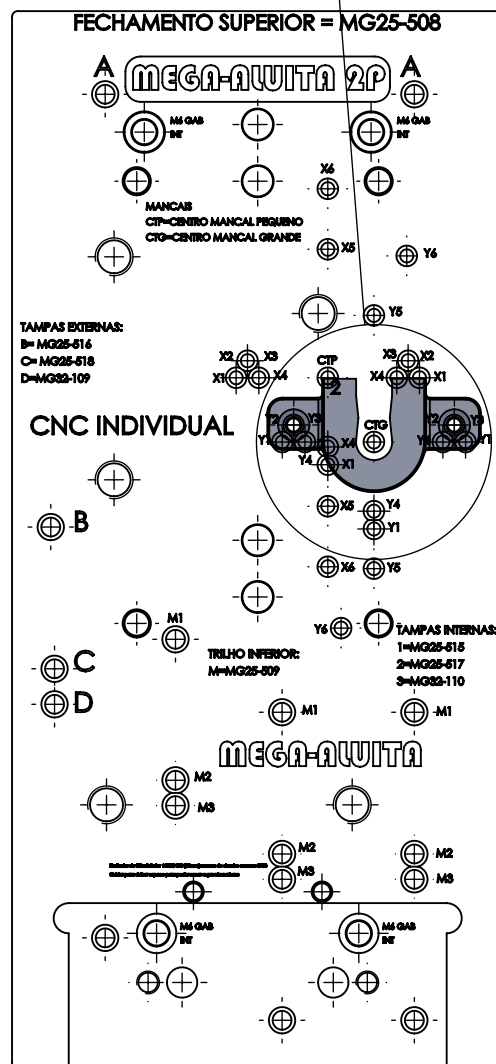 FECHAMENTO SUPERIOR = MG25-508
A
MEGA-ALUITA 2P
A
M6 GAB
INT
M6 GAB
INT
X6
MANCAIS
CTP=CENTRO MANCAL PEQUENO
CTG=CENTRO MANCAL GRANDE
X5
Y6
Y5
TAMPAS EXTERNAS:
B= MG25-516
C= MG25-518
D=MG32-109
X2 X3
X1 X4
CTP
2
X3 X2
X4 X1
CNC INDIVIDUAL
Y2 Y3
Y1 Y4
CTG
Y2 Y3
Y4 Y1
X4
X1
X5
Y4
Y1
B
X6
Y5
M1
Y6
TAMPAS INTERNAS:
1=MG25-515
2=MG25-517
3=MG32-110
TRILHO INFERIOR:
M=MG25-509
C
D
M1
M1
MEGA-ALUITA
M2
M3
M2
M3
M2
M3
M6 GAB
INT
M6 GAB
INT